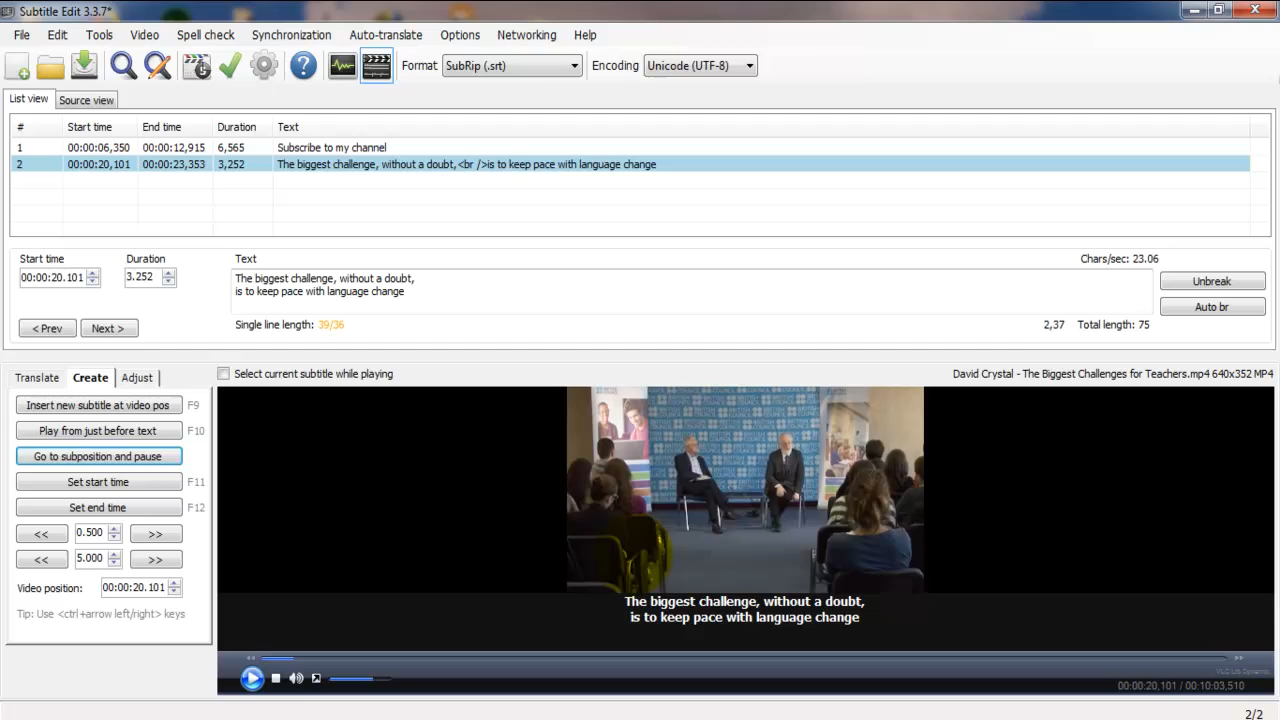 Subtitle Edit 3.3.7*
File Edit Tools Video Spell check Synchronization Auto-translate Options Networking Help
Format SubRip (.srt) Encoding Unicode (UTF-8)
List view Source view
# Start time End time Duration Text
1 00:00:06,350 00:00:12,915 6,565 Subscribe to my channel
2 00:00:20,101 00:00:23,353 3,252 The biggest challenge, without a doubt,<br />is to keep pace with language change
Start time Duration Text Chars/sec: 23.06
00:00:20.101 3.252 The biggest challenge, without a doubt,
is to keep pace with language change
Unbreak
Auto br
< Prev Next > Single line length: 39/36 2,37 Total length: 75
Translate Create Adjust
Select current subtitle while playing David Crystal - The Biggest Challenges for Teachers.mp4 640x352 MP4
Insert new subtitle at video pos F9
Play from just before text F10
Go to subposition and pause
Set start time F11
Set end time F12
<< 0.500 >>
<< 5.000 >>
Video position: 00:00:20.101
Tip: Use <ctrl+arrow left/right> keys
BRITISH COUNCIL
The biggest challenge, without a doubt,
is to keep pace with language change
00:00:20,101 / 00:10:03,510
2/2